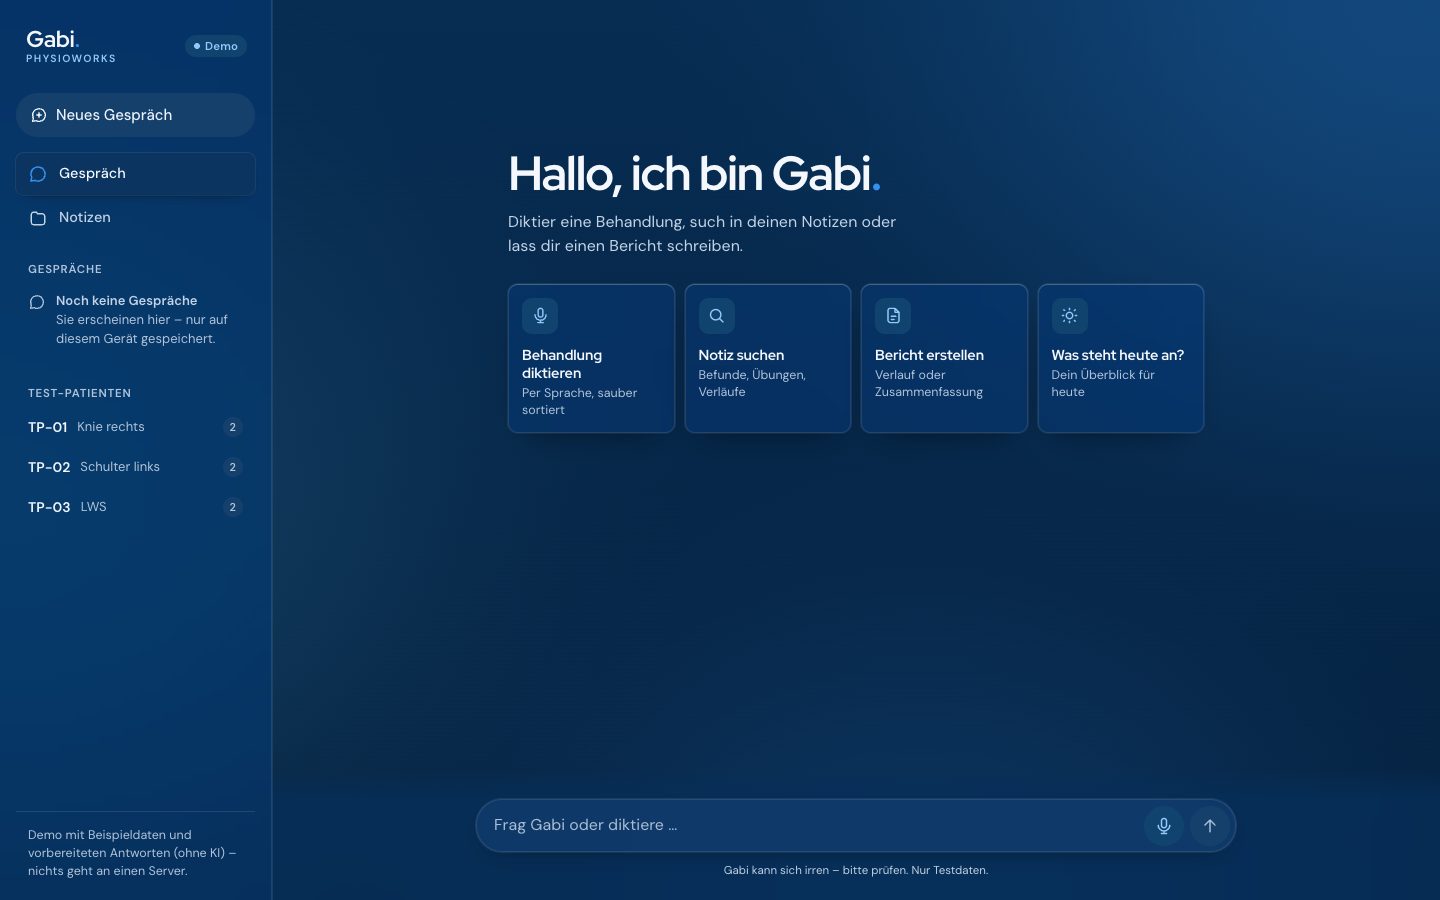 Gabi.
PHYSIOWORKS
Demo
Neues Gespräch
Gespräch
Notizen
GESPRÄCHE
Noch keine Gespräche
Sie erscheinen hier – nur auf
diesem Gerät gespeichert.
TEST-PATIENTEN
TP-01 Knie rechts 2
TP-02 Schulter links 2
TP-03 LWS 2
Demo mit Beispieldaten und
vorbereiteten Antworten (ohne KI) –
nichts geht an einen Server.
Hallo, ich bin Gabi.
Diktier eine Behandlung, such in deinen Notizen oder
lass dir einen Bericht schreiben.
Behandlung
diktieren
Per Sprache, sauber
sortiert
Notiz suchen
Befunde, Übungen,
Verläufe
Bericht erstellen
Verlauf oder
Zusammenfassung
Was steht heute an?
Dein Überblick für
heute
Frag Gabi oder diktiere ...
Gabi kann sich irren – bitte prüfen. Nur Testdaten.